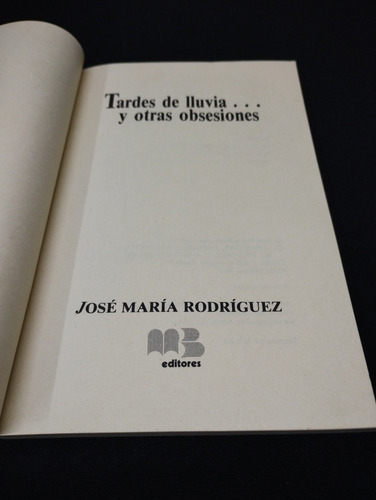 Tardes de lluvia . . .
y otras obsesiones
JOSÉ MARÍA RODRÍGUEZ
MB
editores